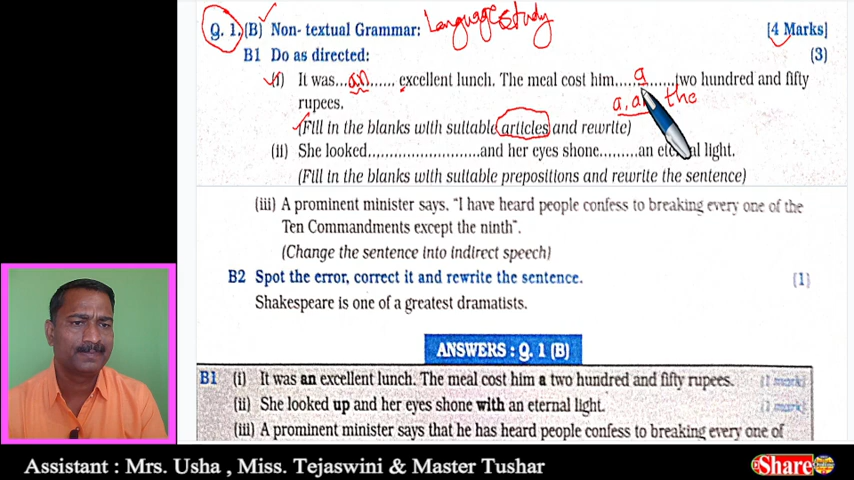 Q. 1. (B) Non-textual Grammar: Language study [4 Marks]
B1 Do as directed: (3)
(i) It was...an...... excellent lunch. The meal cost him.....a......two hundred and fifty
rupees. a, a the
(Fill in the blanks with suitable articles and rewrite)
(ii) She looked............................and her eyes shone.........an eternal light.
(Fill in the blanks with suitable prepositions and rewrite the sentence)
(iii) A prominent minister says. "I have heard people confess to breaking every one of the
Ten Commandments except the ninth".
(Change the sentence into indirect speech)
B2 Spot the error, correct it and rewrite the sentence. (1)
Shakespeare is one of a greatest dramatists.
ANSWERS : Q. 1 (B)
B1 (i) It was an excellent lunch. The meal cost him a two hundred and fifty rupees. (1 mark)
(ii) She looked up and her eyes shone with an eternal light. (1 mark)
(iii) A prominent minister says that he has heard people confess to breaking every one of
Assistant : Mrs. Usha , Miss. Tejaswini & Master Tushar
eShare